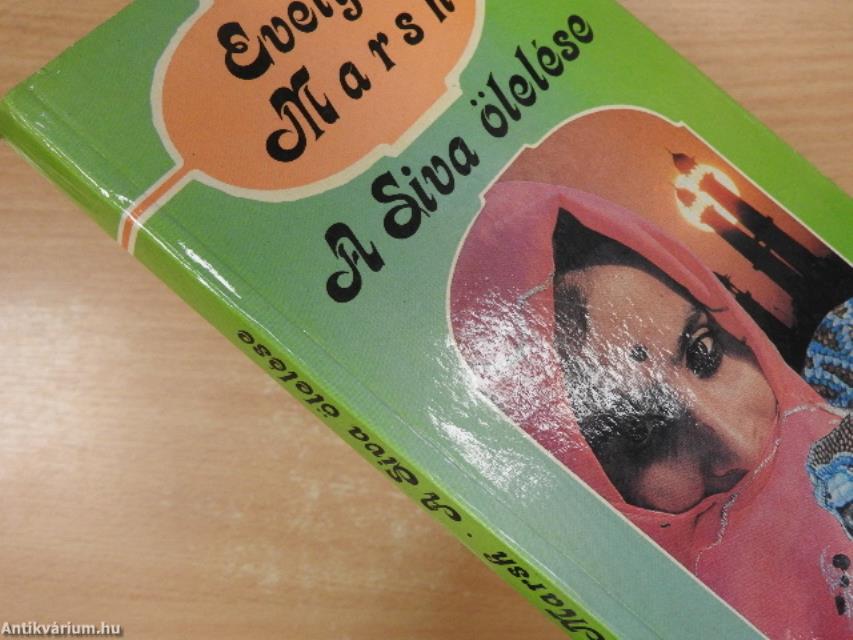 Evely
Marsh
A Siva ölelése
Marsh · A Siva ölelése
Antikvárium.hu